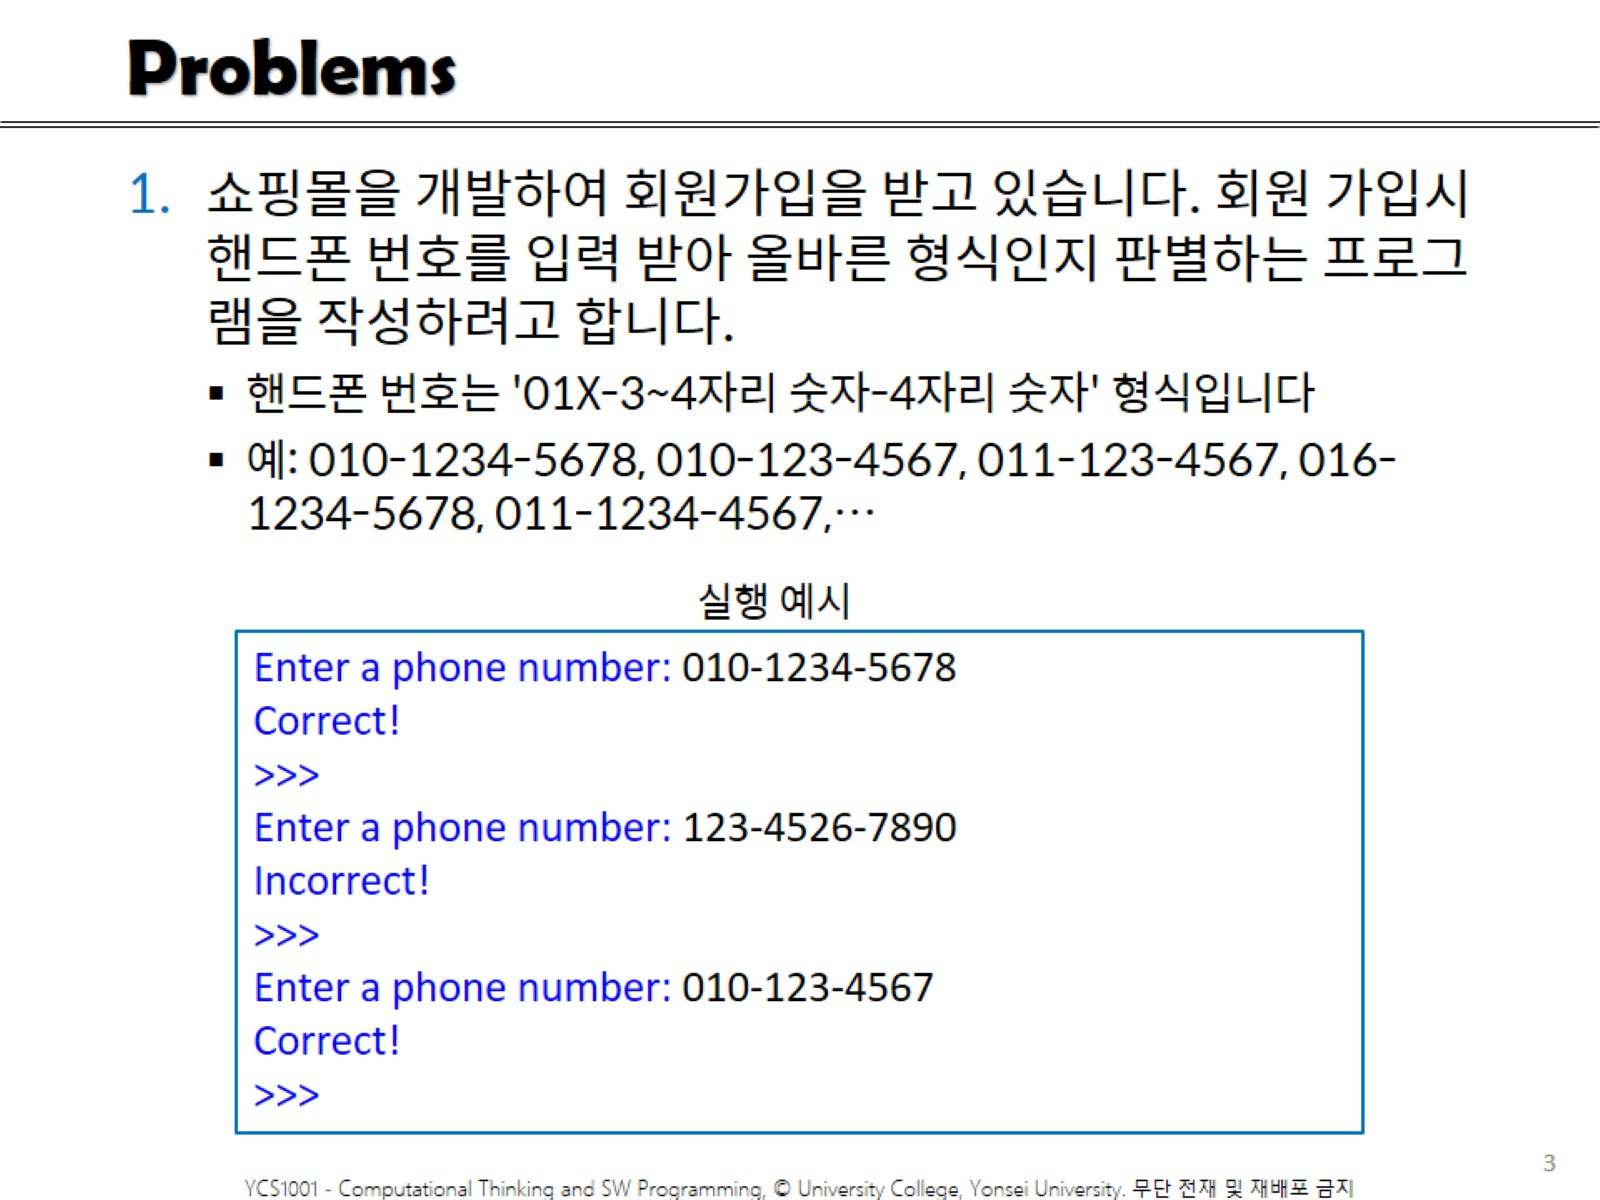 Problems
1. 쇼핑몰을 개발하여 회원가입을 받고 있습니다. 회원 가입시
핸드폰 번호를 입력 받아 올바른 형식인지 판별하는 프로그
램을 작성하려고 합니다.
▪ 핸드폰 번호는 '01X-3~4자리 숫자-4자리 숫자' 형식입니다
▪ 예: 010-1234-5678, 010-123-4567, 011-123-4567, 016-
1234-5678, 011-1234-4567,…
실행 예시
Enter a phone number: 010-1234-5678
Correct!
>>>
Enter a phone number: 123-4526-7890
Incorrect!
>>>
Enter a phone number: 010-123-4567
Correct!
>>>
3
YCS1001 - Computational Thinking and SW Programming, © University College, Yonsei University. 무단 전재 및 재배포 금지